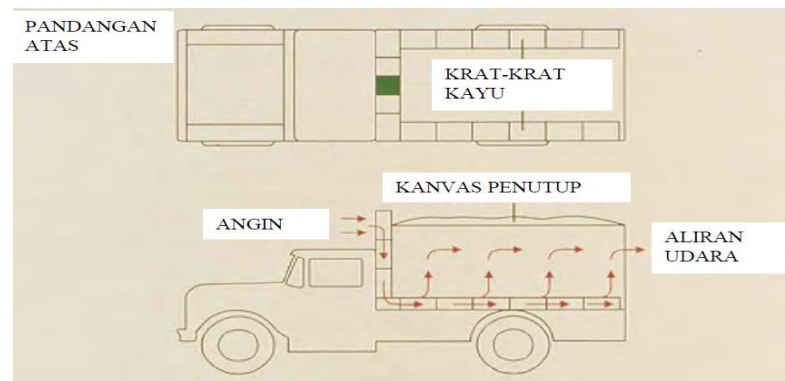 PANDANGAN
ATAS
KRAT-KRAT
KAYU
KANVAS PENUTUP
ANGIN
ALIRAN
UDARA